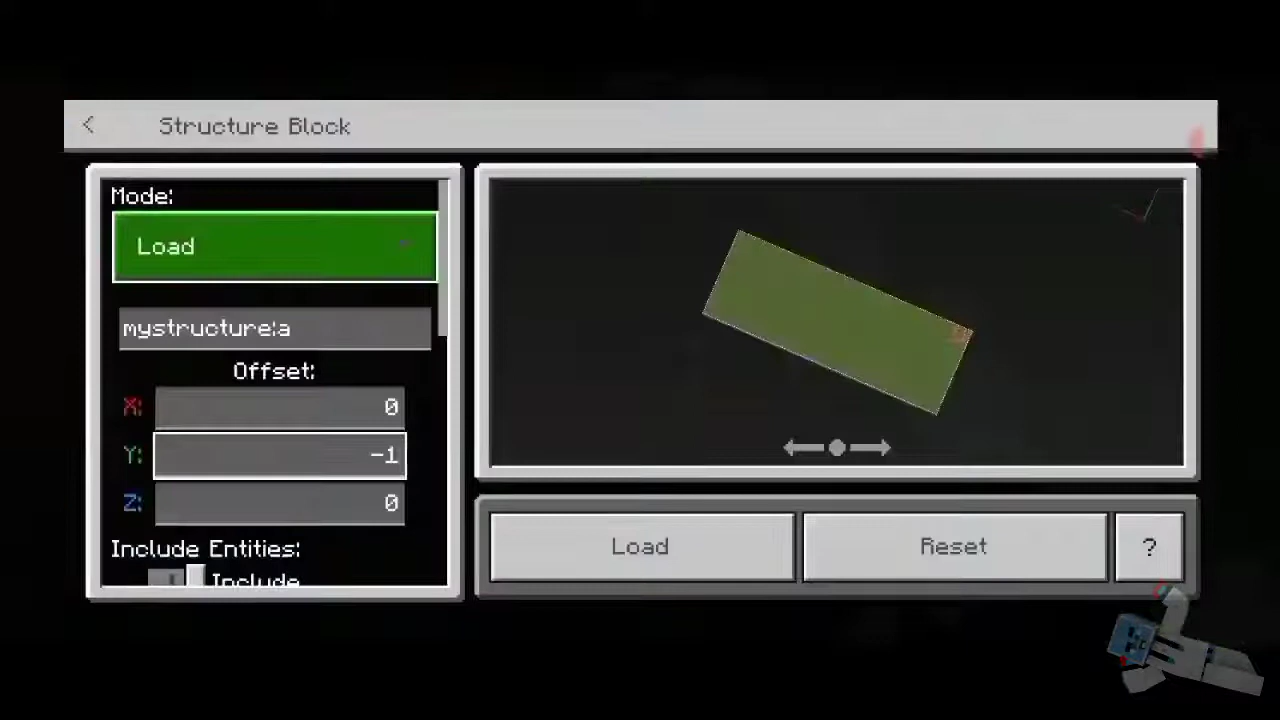 Structure Block
Mode:
Load
mystructure:a
Offset:
X: 0
Y: -1
Z: 0
Include Entities:
Include
Load
Reset
?